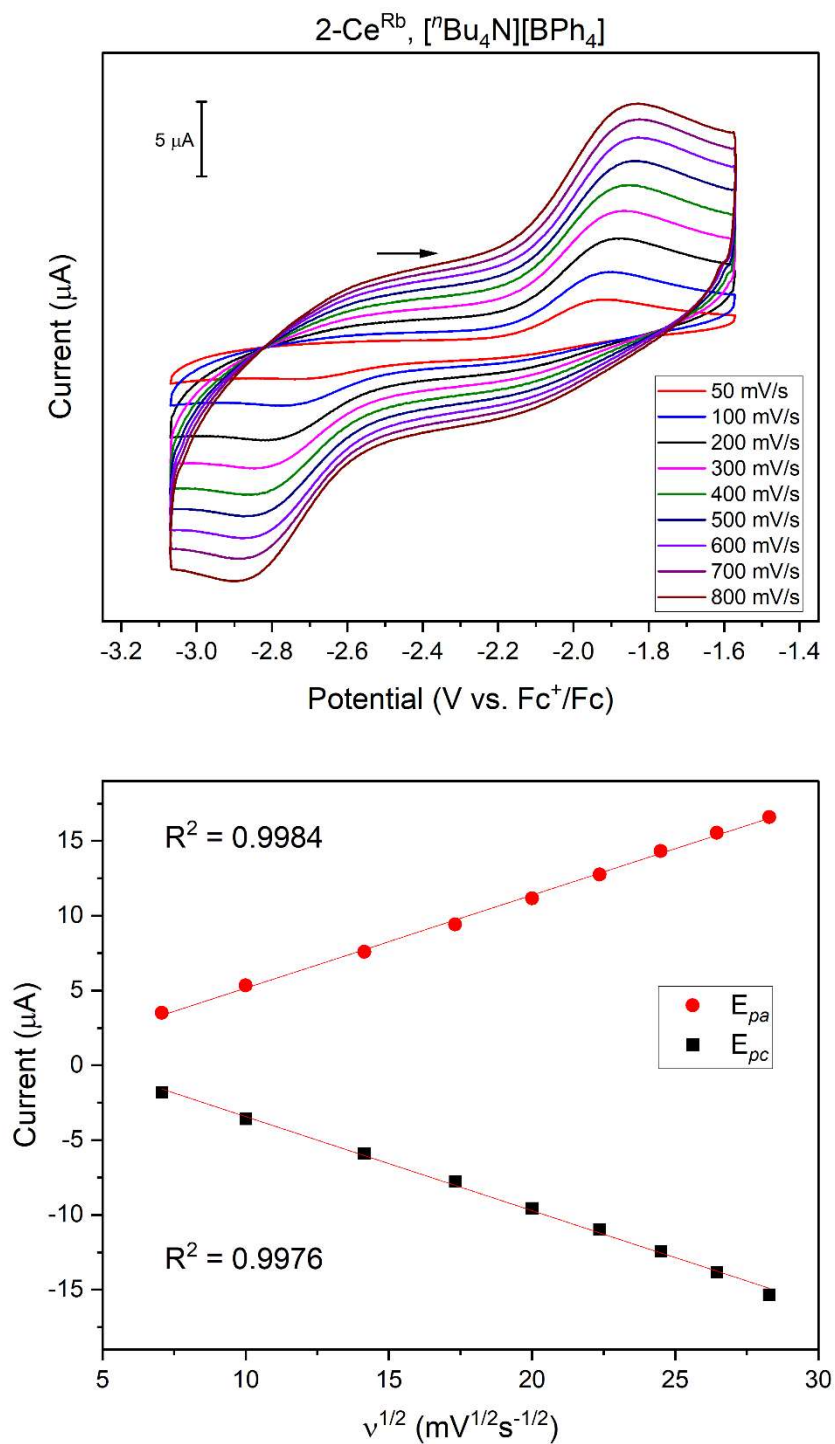 2-Ce^Rb, [^nBu₄N][BPh₄]
5 μA
Current (μA)
50 mV/s
100 mV/s
200 mV/s
300 mV/s
400 mV/s
500 mV/s
600 mV/s
700 mV/s
800 mV/s
-3.2 -3.0 -2.8 -2.6 -2.4 -2.2 -2.0 -1.8 -1.6 -1.4
Potential (V vs. Fc⁺/Fc)
R² = 0.9984
15
10
5
0
-5
-10
-15
Current (μA)
E_pa
E_pc
R² = 0.9976
5 10 15 20 25 30
ν^1/2 (mV^1/2s^-1/2)